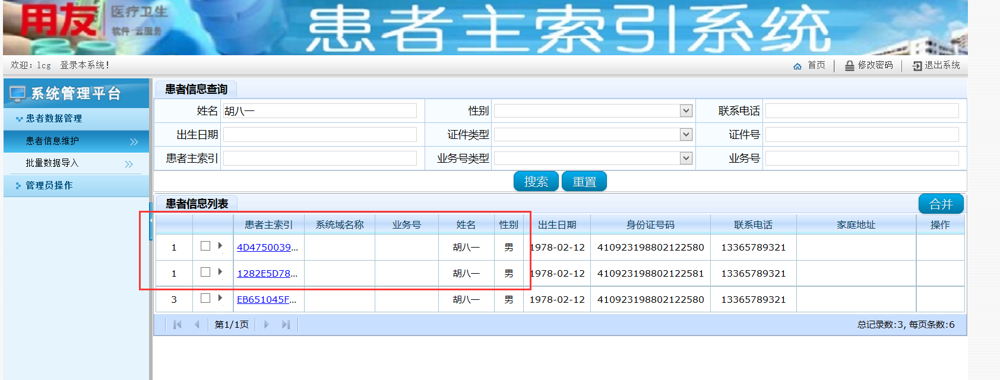 用友 医疗卫生
软件·云服务
患者主索引系统
欢迎：lcg 登录本系统！
首页 | 修改密码 | 退出系统
系统管理平台
患者数据管理
患者信息维护
批量数据导入
管理员操作
患者信息查询
姓名 胡八一 性别 联系电话
出生日期 证件类型 证件号
患者主索引 业务号类型 业务号
搜索 重置
患者信息列表 合并
患者主索引 系统域名称 业务号 姓名 性别 出生日期 身份证号码 联系电话 家庭地址 操作
1 4D4750039... 胡八一 男 1978-02-12 410923198802122580 13365789321
1 1282E5D78... 胡八一 男 1978-02-12 410923198802122581 13365789321
3 EB651045F... 胡八一 男 1978-02-12 410923198802122580 13365789321
第1/1页 总记录数:3, 每页条数:6